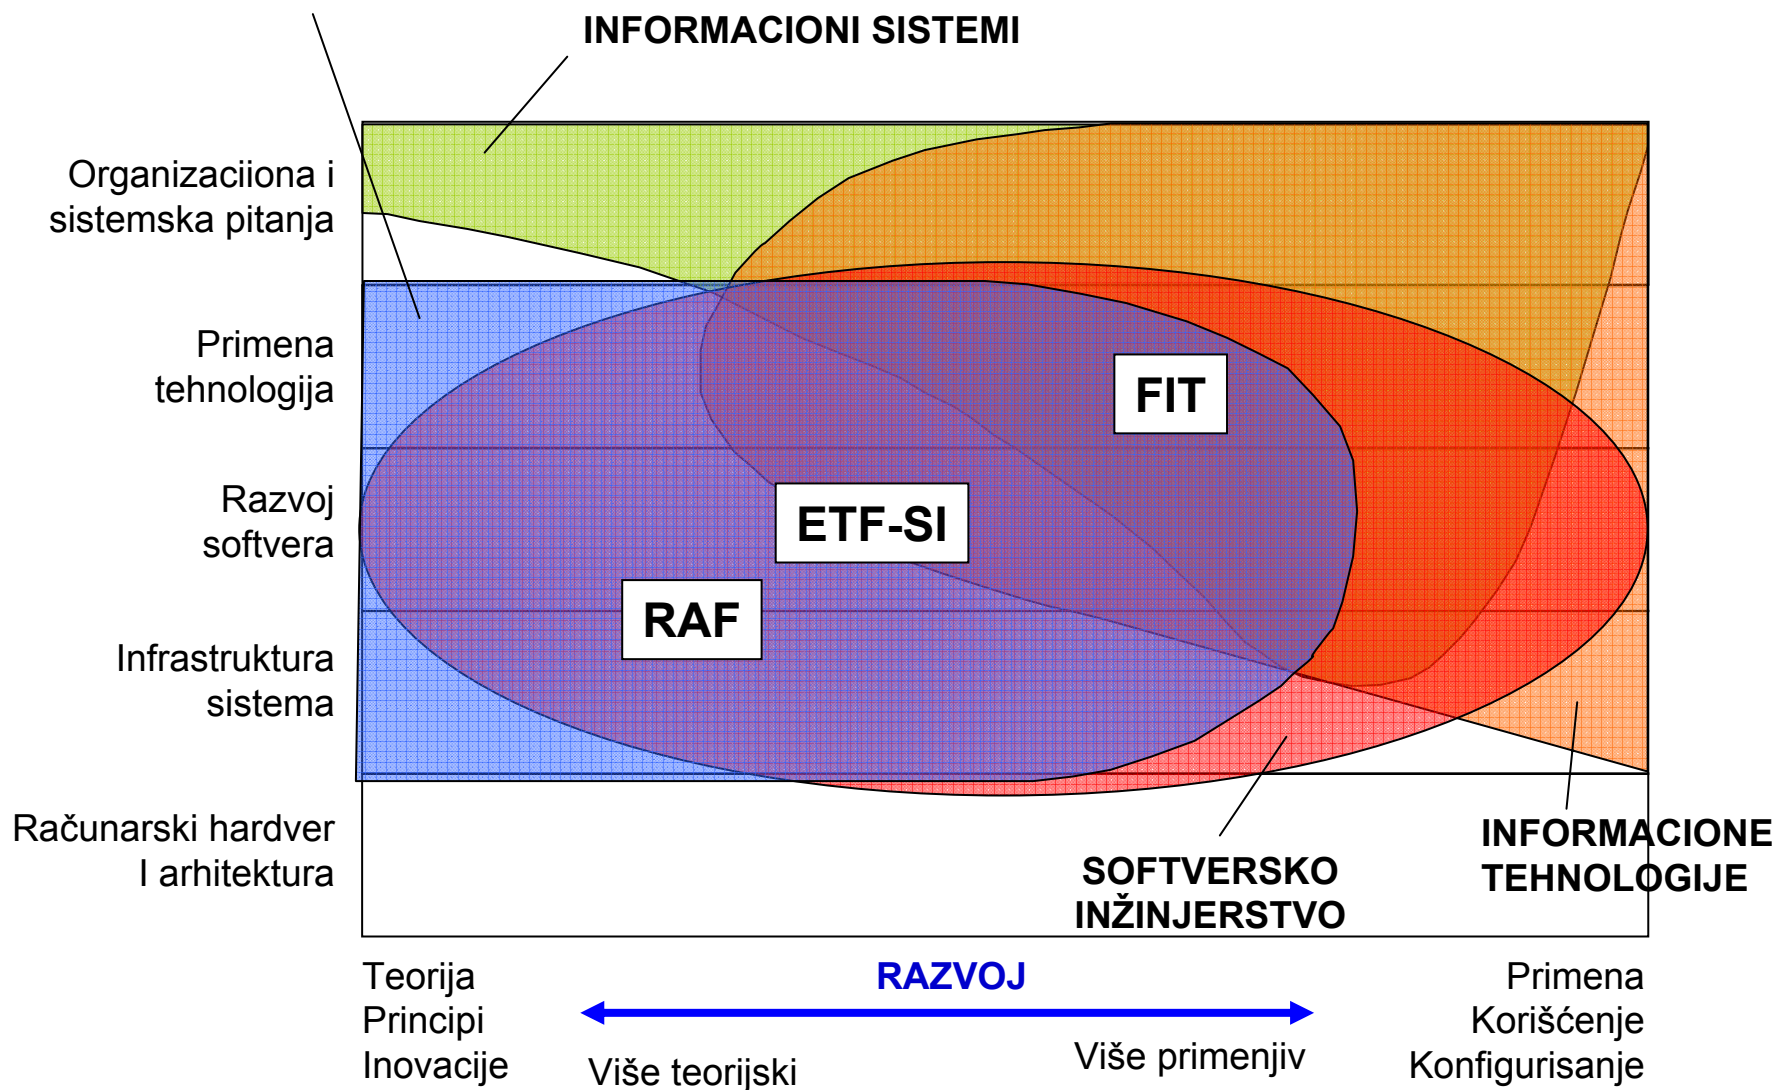 INFORMACIONI SISTEMI
Organizaciiona i
sistemska pitanja
Primena
tehnologija
FIT
Razvoj
softvera
ETF-SI
RAF
Infrastruktura
sistema
Računarski hardver
I arhitektura
SOFTVERSKO
INŽINJERSTVO
INFORMACIONE
TEHNOLOGIJE
Teorija
Principi
Inovacije
RAZVOJ
Više teorijski
Više primenjiv
Primena
Korišćenje
Konfigurisanje